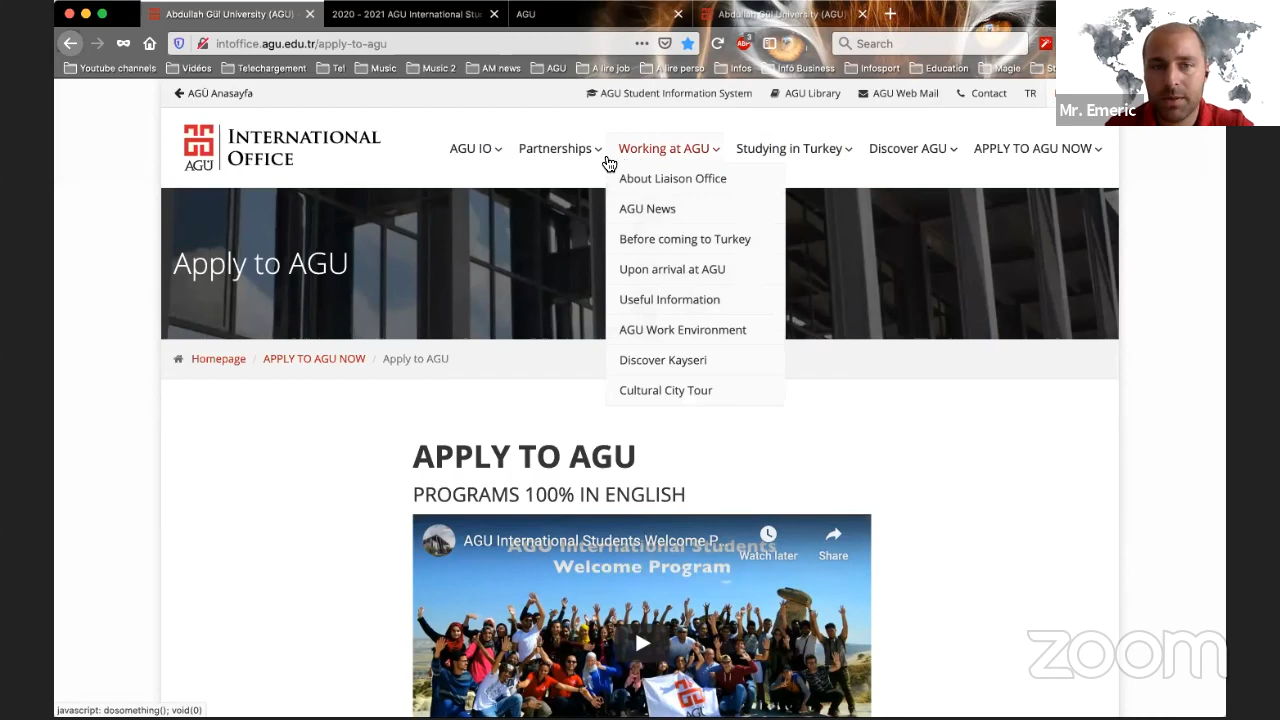 Abdullah Gül University (AGU)
2020 - 2021 AGU International Stu
AGU
Abdullah Gül University (AGU)
intoffice.agu.edu.tr/apply-to-agu
Search
Youtube channels
Vidéos
Telechargement
Tel
Music
Music 2
AM news
AGU
A lire job
A lire perso
Infos
Info Business
Infosport
Education
Magie
Mr. Emeric
AGÜ Anasayfa
AGU Student Information System
AGU Library
AGU Web Mail
Contact
TR
AGÜ
INTERNATIONAL
OFFICE
AGU IO
Partnerships
Working at AGU
Studying in Turkey
Discover AGU
APPLY TO AGU NOW
About Liaison Office
AGU News
Before coming to Turkey
Upon arrival at AGU
Useful Information
AGU Work Environment
Discover Kayseri
Cultural City Tour
Apply to AGU
Homepage / APPLY TO AGU NOW / Apply to AGU
APPLY TO AGU
PROGRAMS 100% IN ENGLISH
AGU International Students Welcome P...
Watch later
Share
AGU International Students
Welcome Program
AGU
zoom
javascript: dosomething(); void(0)